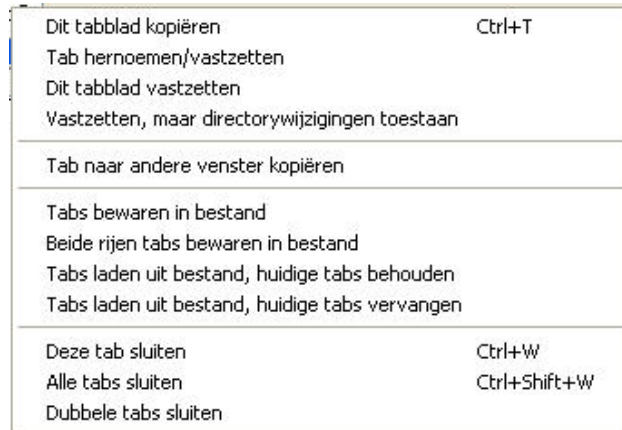 Dit tabblad kopiëren Ctrl+T
Tab hernoemen/vastzetten
Dit tabblad vastzetten
Vastzetten, maar directorywijzigingen toestaan
Tab naar andere venster kopiëren
Tabs bewaren in bestand
Beide rijen tabs bewaren in bestand
Tabs laden uit bestand, huidige tabs behouden
Tabs laden uit bestand, huidige tabs vervangen
Deze tab sluiten Ctrl+W
Alle tabs sluiten Ctrl+Shift+W
Dubbele tabs sluiten